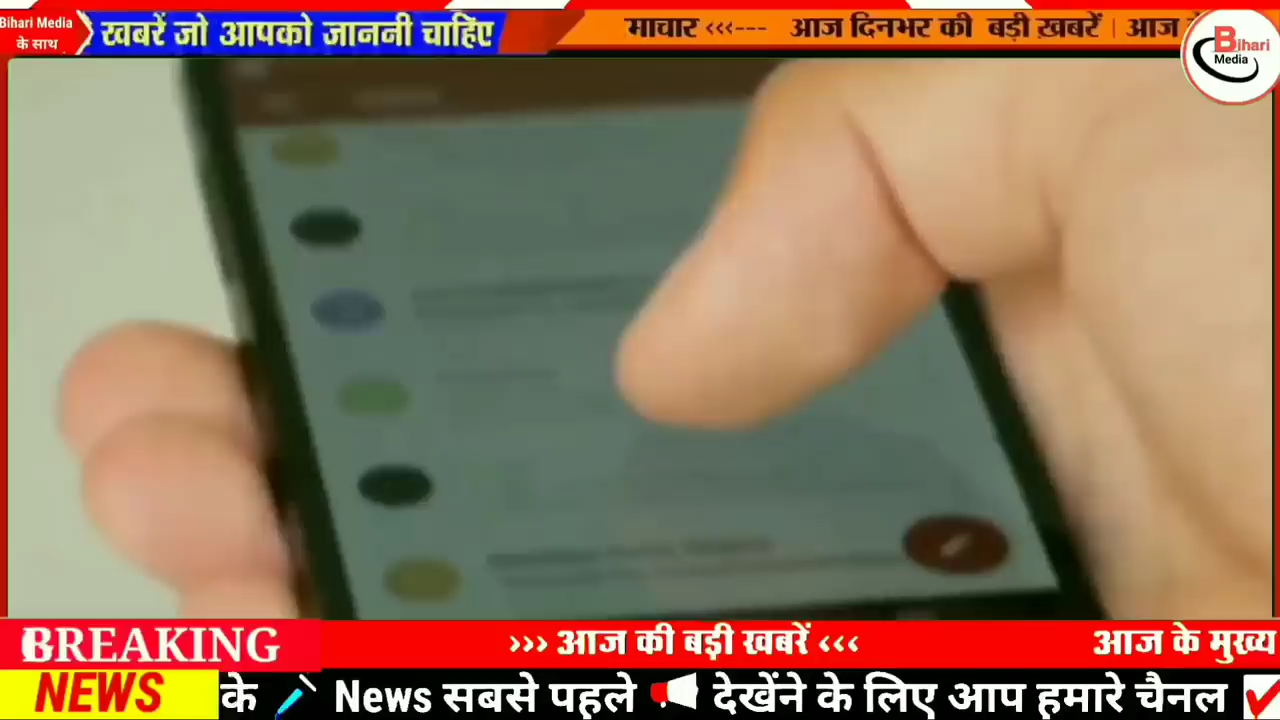 Bihari Media
के साथ
खबरें जो आपको जाननी चाहिए
माचार <<<--- आज दिनभर की बड़ी ख़बरें | आज
Bihari
Media
BREAKING
>>> आज की बड़ी खबरें <<<
आज के मुख्य
NEWS
के News सबसे पहले देखेंने के लिए आप हमारे चैनल